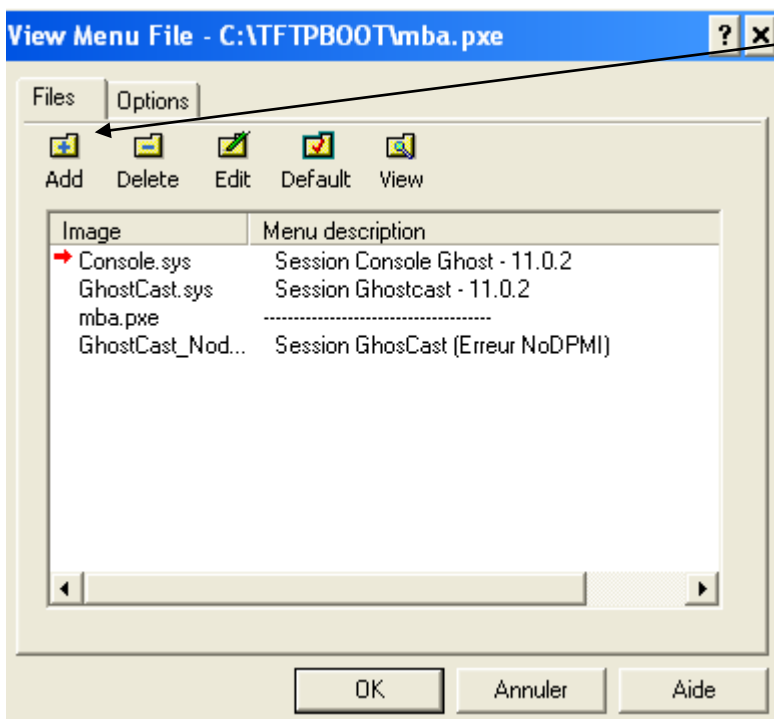 View Menu File - C:\TFTPBOOT\mba.pxe
Files Options
Add Delete Edit Default View
Image Menu description
Console.sys Session Console Ghost - 11.0.2
GhostCast.sys Session Ghostcast - 11.0.2
mba.pxe -------------------------------------
GhostCast_Nod... Session GhosCast (Erreur NoDPMI)
OK Annuler Aide